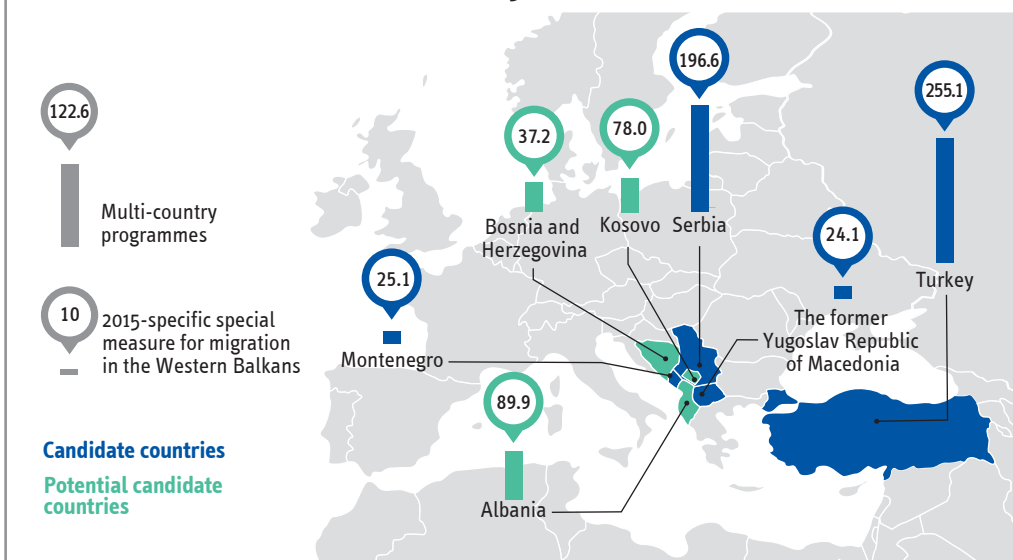 122.6
Multi-country
programmes
10
2015-specific special
measure for migration
in the Western Balkans
Candidate countries
Potential candidate
countries
25.1
Montenegro
37.2
Bosnia and
Herzegovina
78.0
Kosovo
196.6
Serbia
24.1
The former
Yugoslav Republic
of Macedonia
255.1
Turkey
89.9
Albania